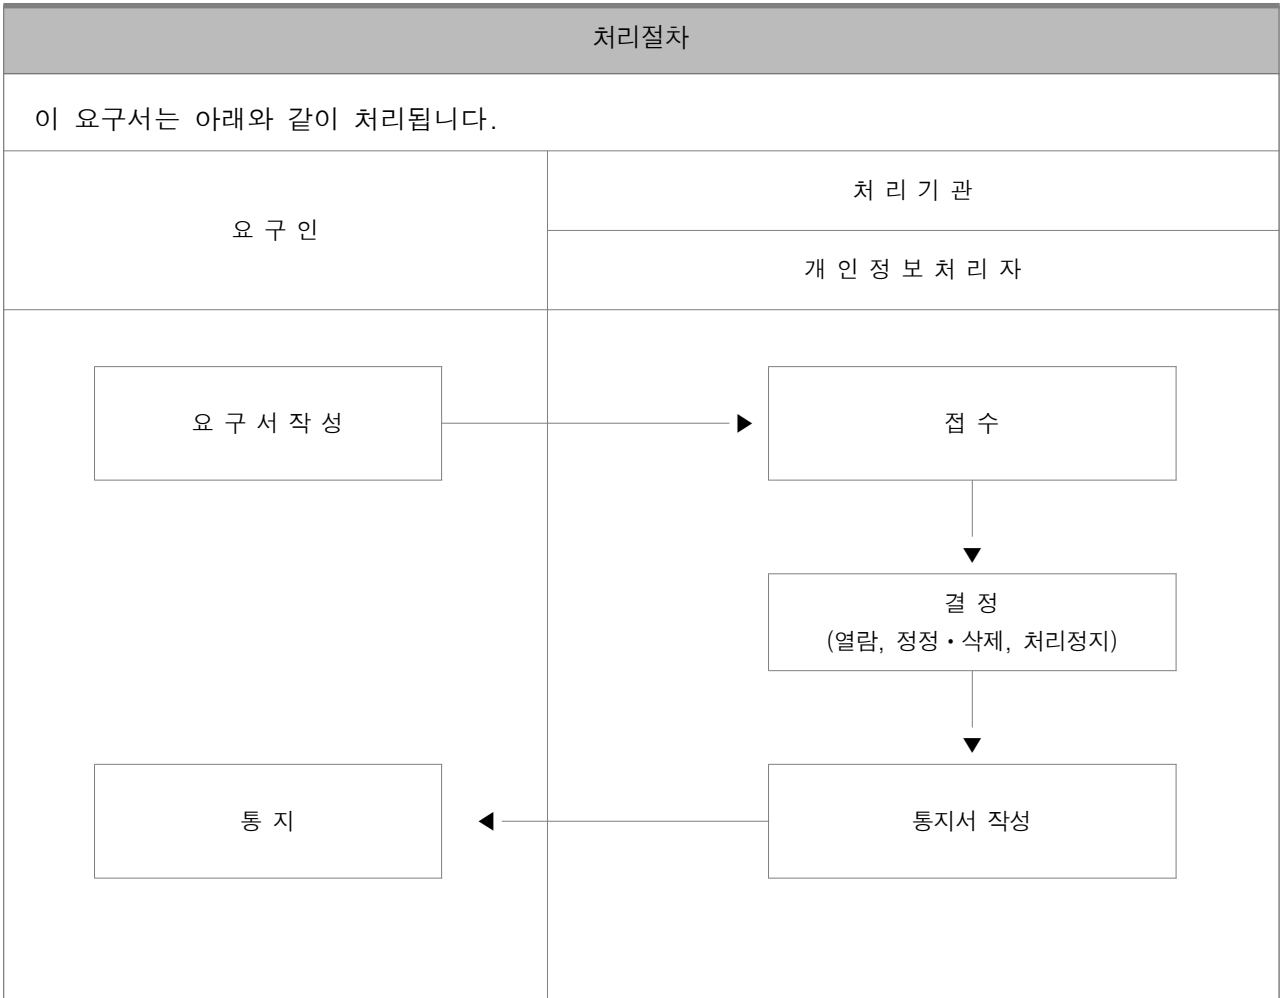 처리절차
이 요구서는 아래와 같이 처리됩니다.
요 구 인
처 리 기 관
개 인 정 보 처 리 자
요 구 서 작 성
접 수
결 정
(열람, 정정・삭제, 처리정지)
통 지
통지서 작성